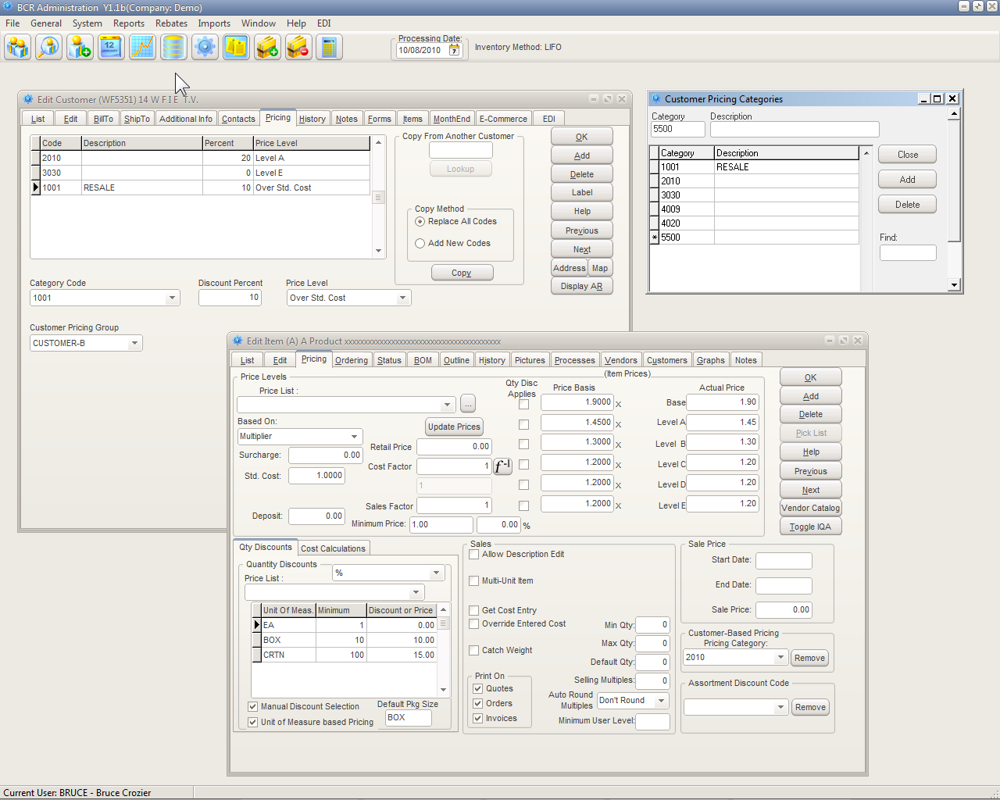 BCR Administration  Y1.1b(Company: Demo)
File General System Reports Rebates Imports Window Help EDI
12
JANUARY
Processing Date:
10/08/2010
7
Inventory Method: LIFO
Edit Customer (WF5351) 14 W F I E  T.V.
List Edit BillTo ShipTo Additional Info Contacts Pricing History Notes Forms Items MonthEnd E-Commerce EDI
Code Description Percent Price Level
2010 20 Level A
3030 0 Level E
1001 RESALE 10 Over Std. Cost
Copy From Another Customer
Lookup
Copy Method
Replace All Codes
Add New Codes
Copy
OK
Add
Delete
Label
Help
Previous
Next
Address Map
Display AR
Category Code Discount Percent Price Level
1001 10 Over Std. Cost
Customer Pricing Group
CUSTOMER-B
Customer Pricing Categories
Category Description
5500
Category Description
1001 RESALE
2010
3030
4009
4020
* 5500
Close
Add
Delete
Find:
Edit Item (A) A Product xxxxxxxxxxxxxxxxxxxxxxxxxxxxxxxxxxxxxxxx
List Edit Pricing Ordering Status BOM Outline History Pictures Processes Vendors Customers Graphs Notes
Price Levels
(Item Prices)
Price List :
...
Based On:
Multiplier
Update Prices
Surcharge: 0.00
Std. Cost: 1.0000
Deposit: 0.00
Retail Price 0.00
Cost Factor 1
f-1
1
Sales Factor 1
Minimum Price: 1.00 0.00 %
Qty Disc Applies
Price Basis
Actual Price
1.9000 X Base 1.90
1.4500 X Level A 1.45
1.3000 X Level B 1.30
1.2000 X Level C 1.20
1.2000 X Level D 1.20
1.2000 X Level E 1.20
OK
Add
Delete
Pick List
Help
Previous
Next
Vendor Catalog
Toggle IQA
Qty Discounts Cost Calculations
Quantity Discounts
%
Price List :
Unit Of Meas. Minimum Discount or Price
EA 1 0.00
BOX 10 10.00
CRTN 100 15.00
Manual Discount Selection
Unit of Measure based Pricing
Default Pkg Size
BOX
Sales
Allow Description Edit
Multi-Unit Item
Get Cost Entry
Override Entered Cost
Catch Weight
Print On
Quotes
Orders
Invoices
Min Qty: 0
Max Qty: 0
Default Qty: 0
Selling Multiples: 0
Auto Round Multiples Don't Round
Minimum User Level:
Sale Price
Start Date:
End Date:
Sale Price: 0.00
Customer-Based Pricing
Pricing Category:
2010 Remove
Assortment Discount Code
Remove
Current User: BRUCE - Bruce Crozier